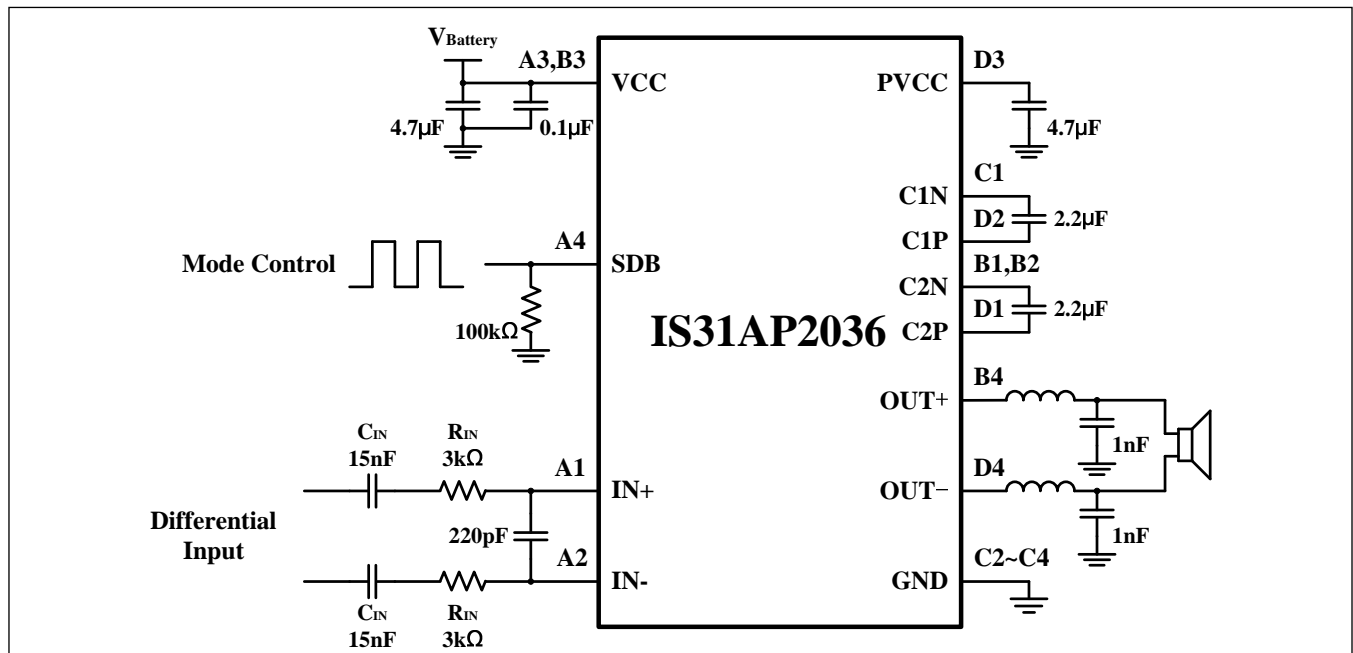 VBattery
A3,B3
VCC
4.7µF
0.1µF
D3
PVCC
4.7µF
C1
C1N
D2
2.2µF
C1P
A4
Mode Control
SDB
B1,B2
C2N
D1
2.2µF
C2P
100kΩ
IS31AP2036
B4
OUT+
1nF
CIN
RIN
15nF
3kΩ
A1
IN+
D4
OUT−
Differential
Input
220pF
1nF
A2
IN-
C2~C4
GND
CIN
RIN
15nF
3kΩ